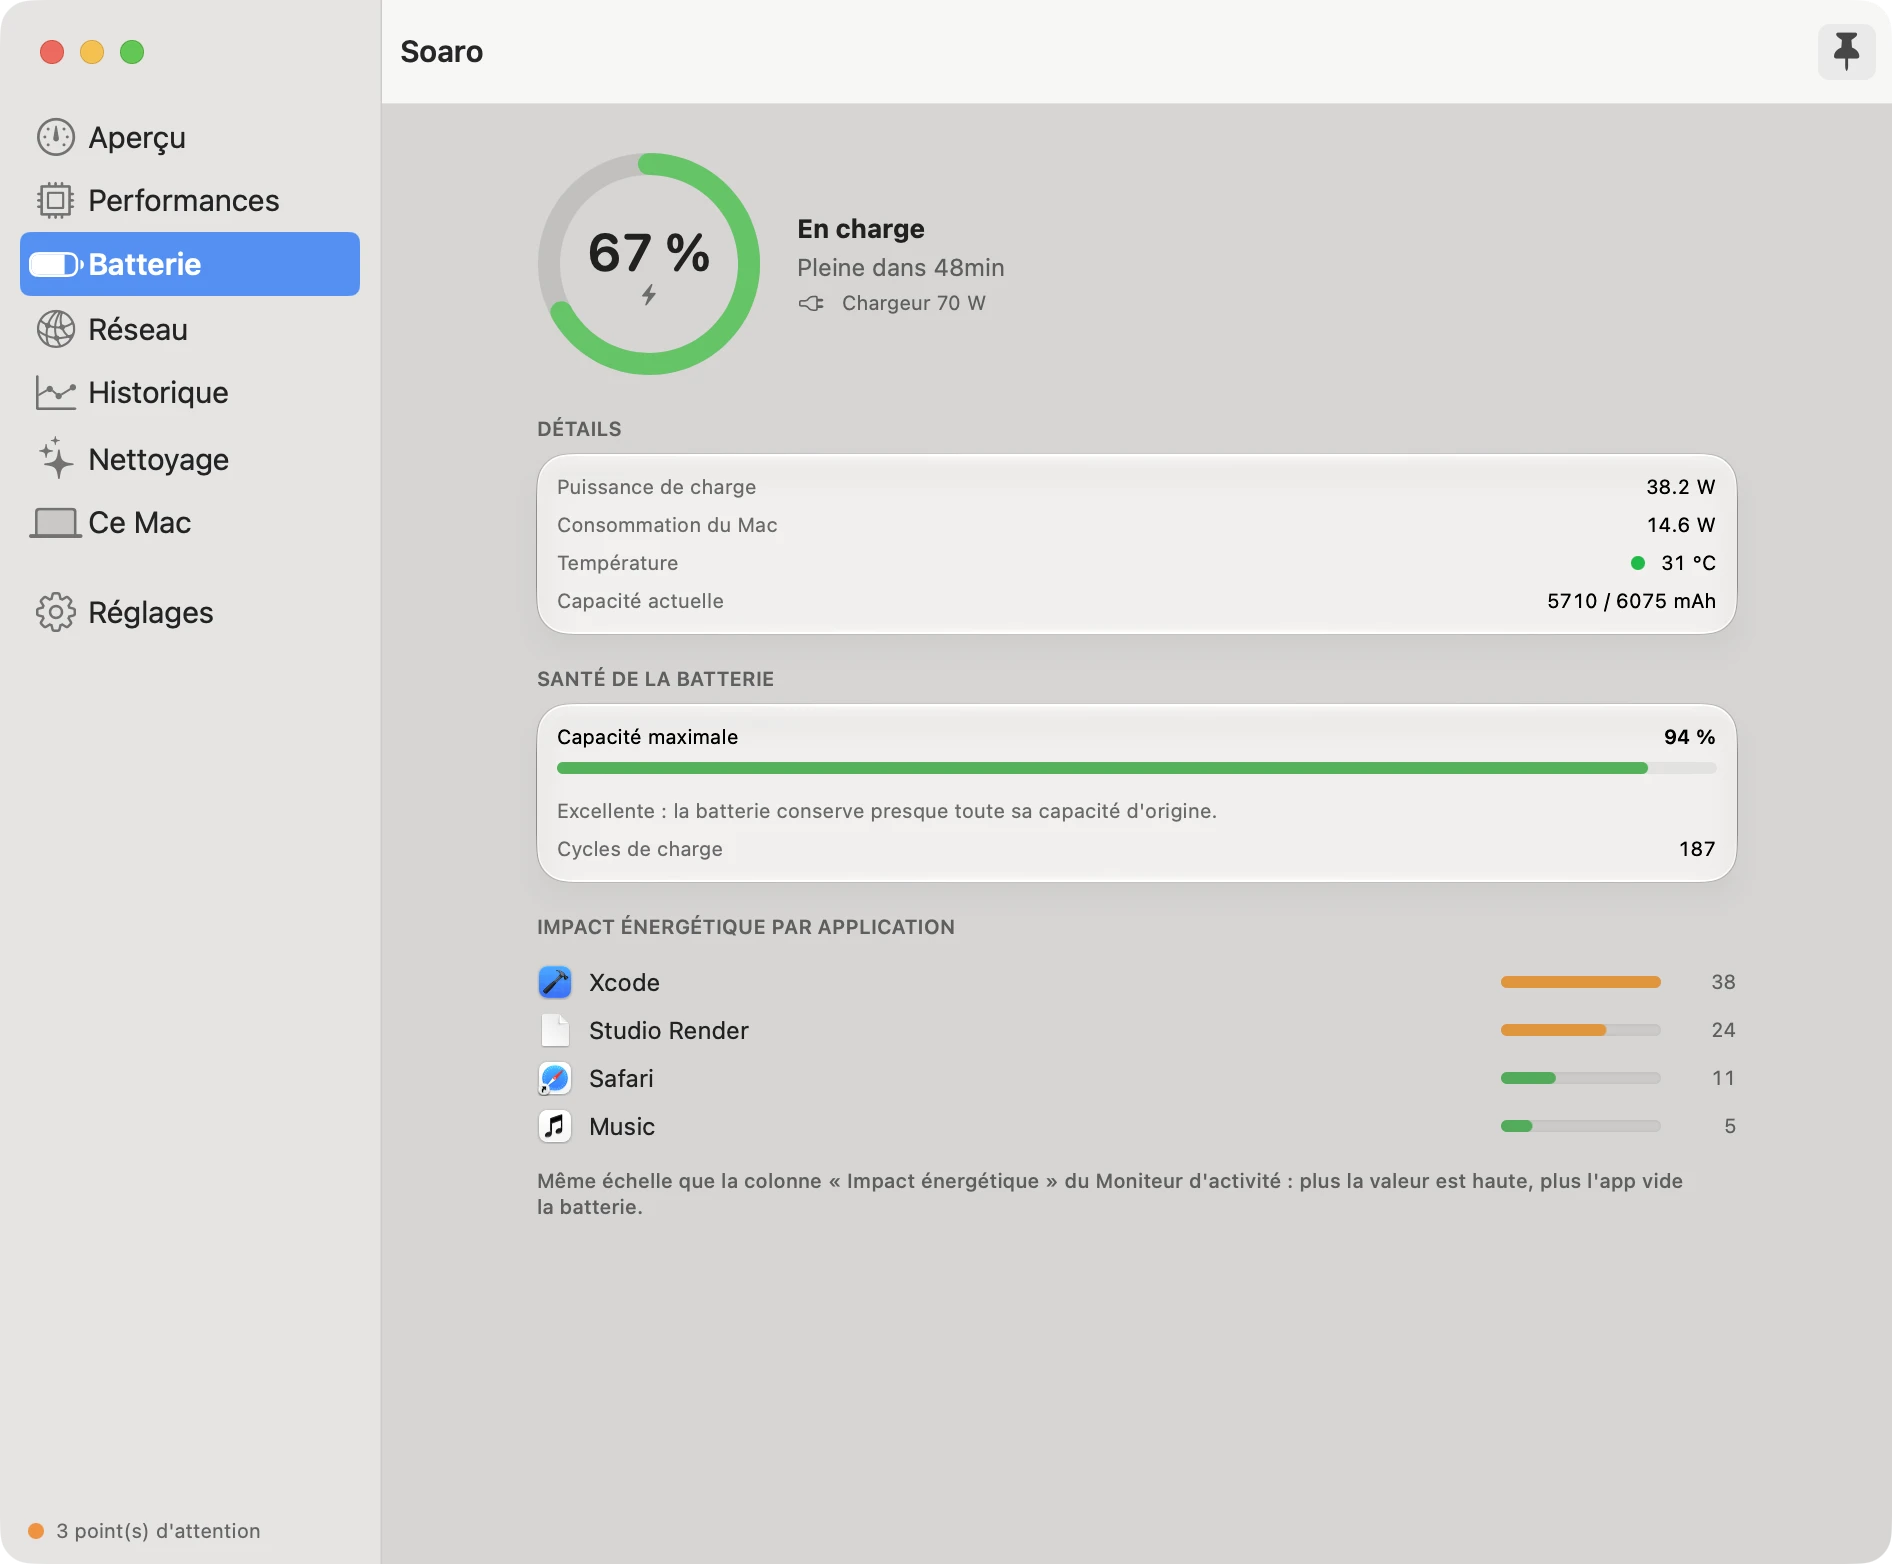 Soaro
Aperçu
Performances
Batterie
Réseau
Historique
Nettoyage
Ce Mac
Réglages
3 point(s) d'attention
67 %
En charge
Pleine dans 48min
Chargeur 70 W
DÉTAILS
Puissance de charge 38.2 W
Consommation du Mac 14.6 W
Température 31 °C
Capacité actuelle 5710 / 6075 mAh
SANTÉ DE LA BATTERIE
Capacité maximale 94 %
Excellente : la batterie conserve presque toute sa capacité d'origine.
Cycles de charge 187
IMPACT ÉNERGÉTIQUE PAR APPLICATION
Xcode 38
Studio Render 24
Safari 11
Music 5
Même échelle que la colonne « Impact énergétique » du Moniteur d'activité : plus la valeur est haute, plus l'app vide
la batterie.